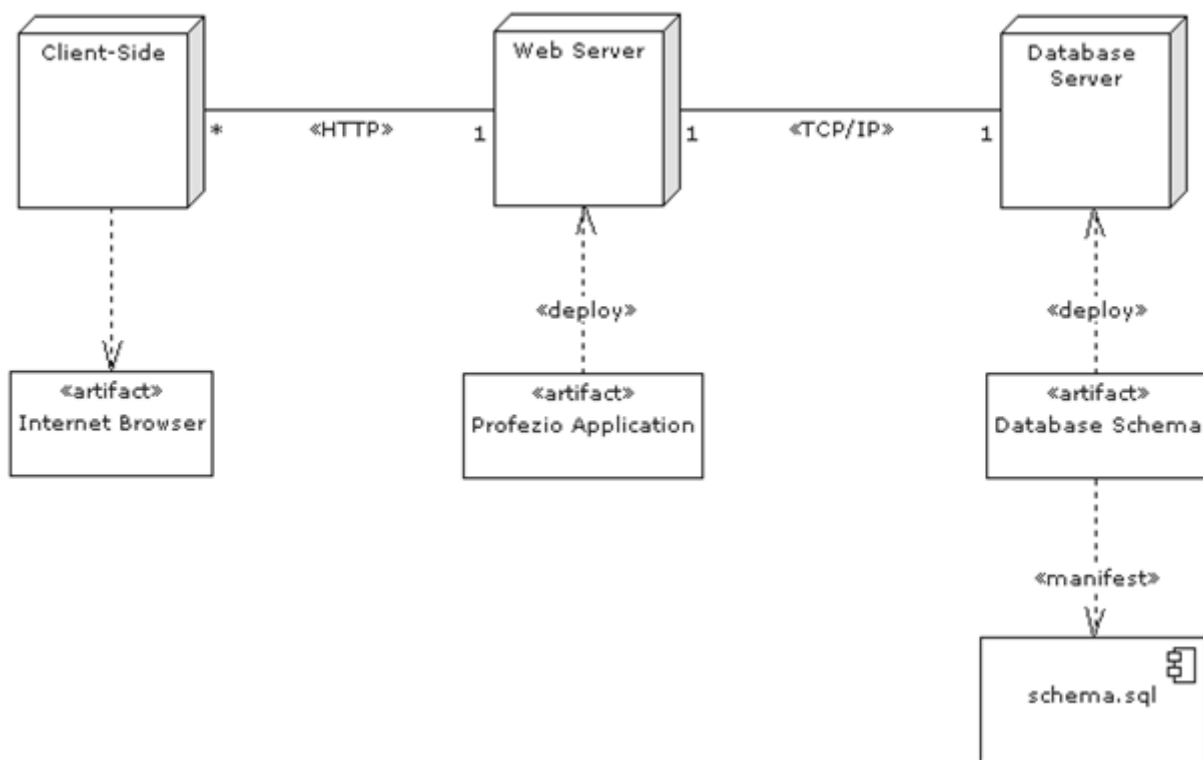 Client-Side
Web Server
Database
Server
* «HTTP» 1
1 «TCP/IP» 1
«deploy»
«deploy»
«artifact»
Internet Browser
«artifact»
Profezio Application
«artifact»
Database Schema
«manifest»
schema.sql